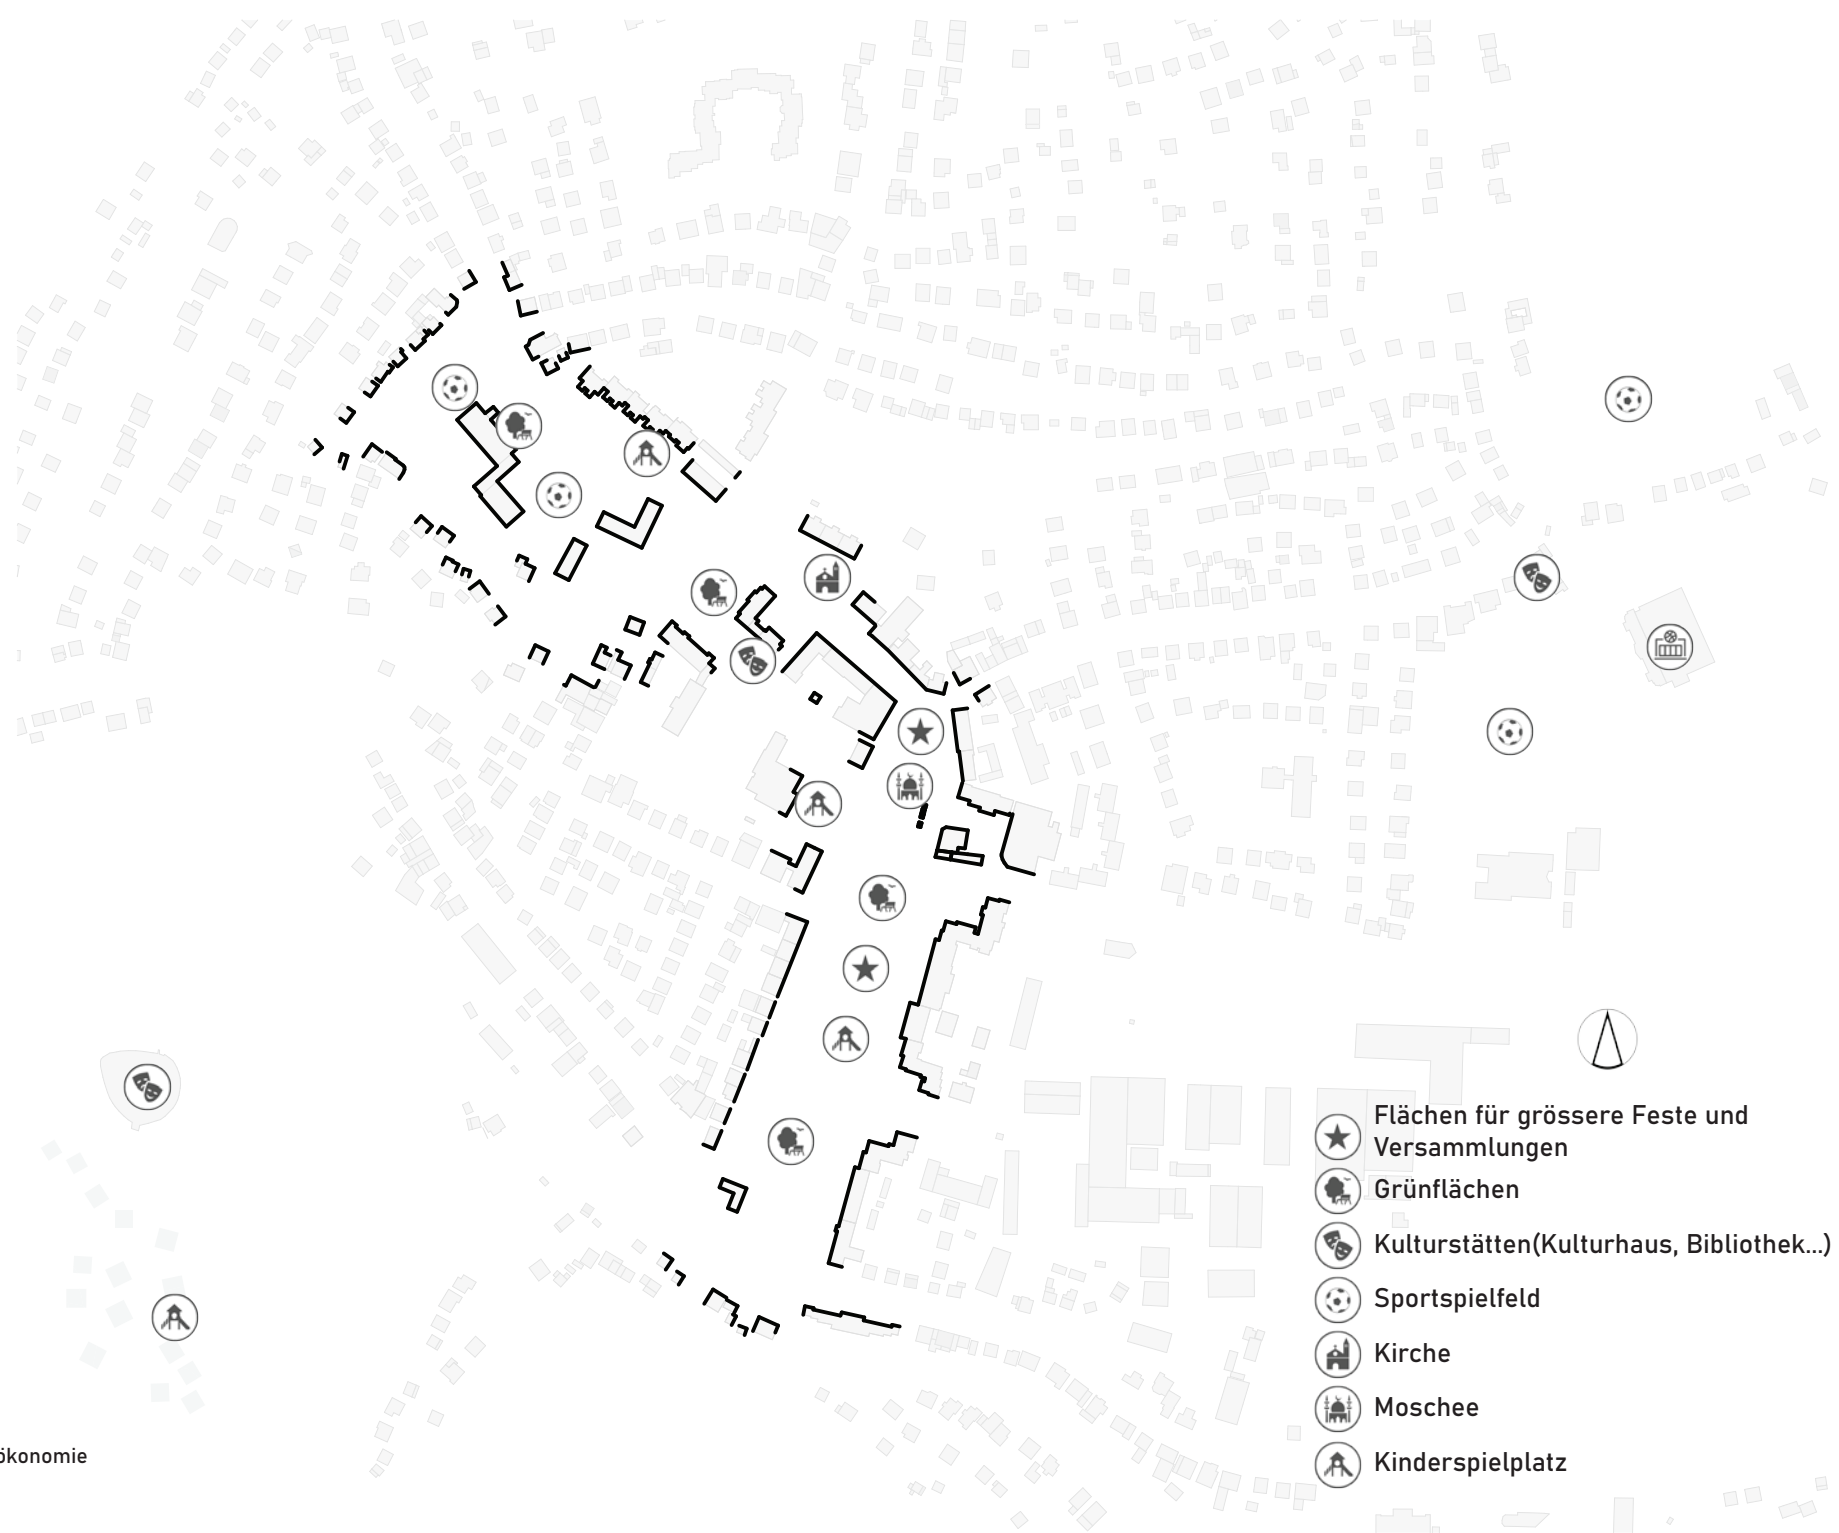 Flächen für grössere Feste und
Versammlungen
Grünflächen
Kulturstätten(Kulturhaus, Bibliothek...)
Sportspielfeld
Kirche
Moschee
Kinderspielplatz
ökonomie